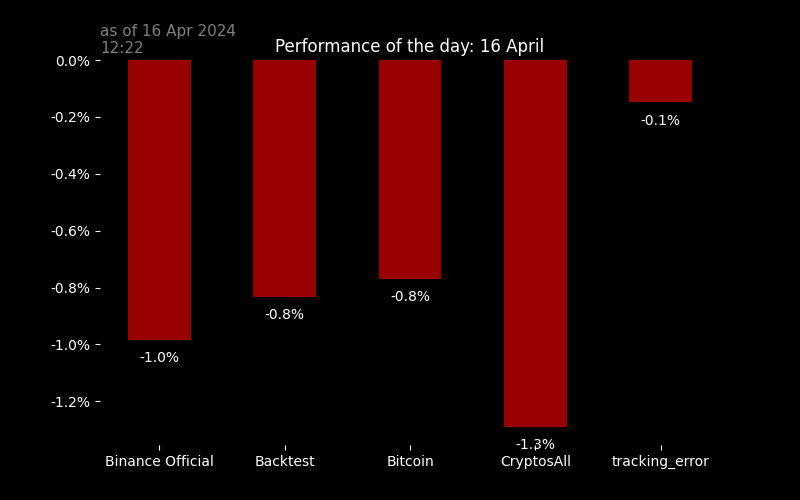 as of 16 Apr 2024
12:22
Performance of the day: 16 April
0.0%
-0.2%
-0.4%
-0.6%
-0.8%
-1.0%
-1.2%
-1.0%
-0.8%
-0.8%
-1.3%
-0.1%
Binance Official
Backtest
Bitcoin
CryptosAll
tracking_error